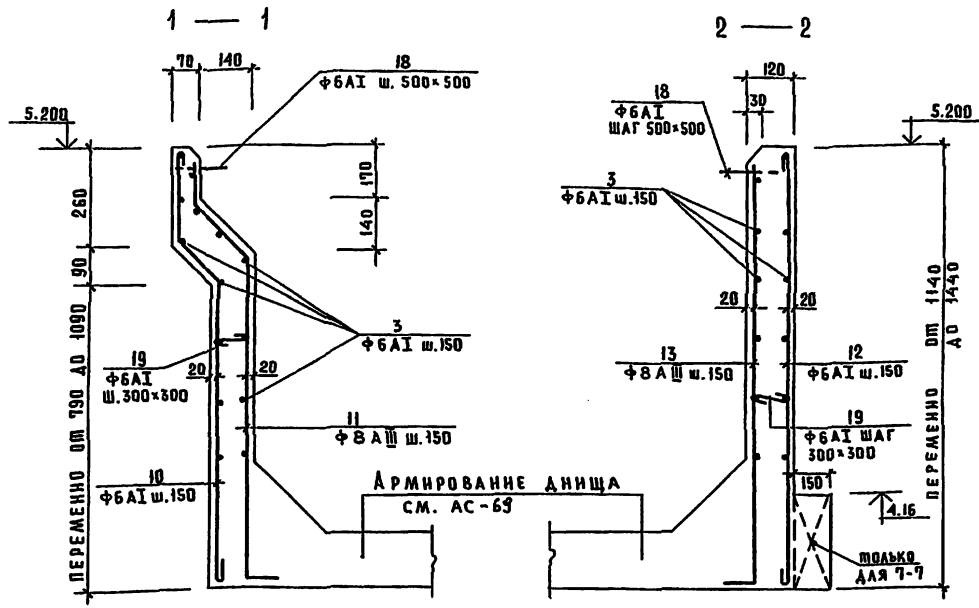 1 — 1
70
140
18
ф6АI ш. 500×500
5.200
170
140
260
90
ПЕРЕМЕННО ОТ 790 ДО 1090
3
ф6АI ш.150
19
ф6АI
Ш.300×300
20
20
11
ф8АIII ш.150
10
ф6АI ш.150
АРМИРОВАНИЕ ДНИЩА
СМ. АС-69
2 — 2
120
30
18
ф6АI
ШАГ 500×500
5.200
3
ф6АI ш.150
20
20
13
ф8АIII ш.150
12
ф6АI ш.150
19
ф6АI ШАГ
300×300
150
4.16
ТОЛЬКО
ДЛЯ 7-7
ПЕРЕМЕННО ОТ 1140
ДО 1440